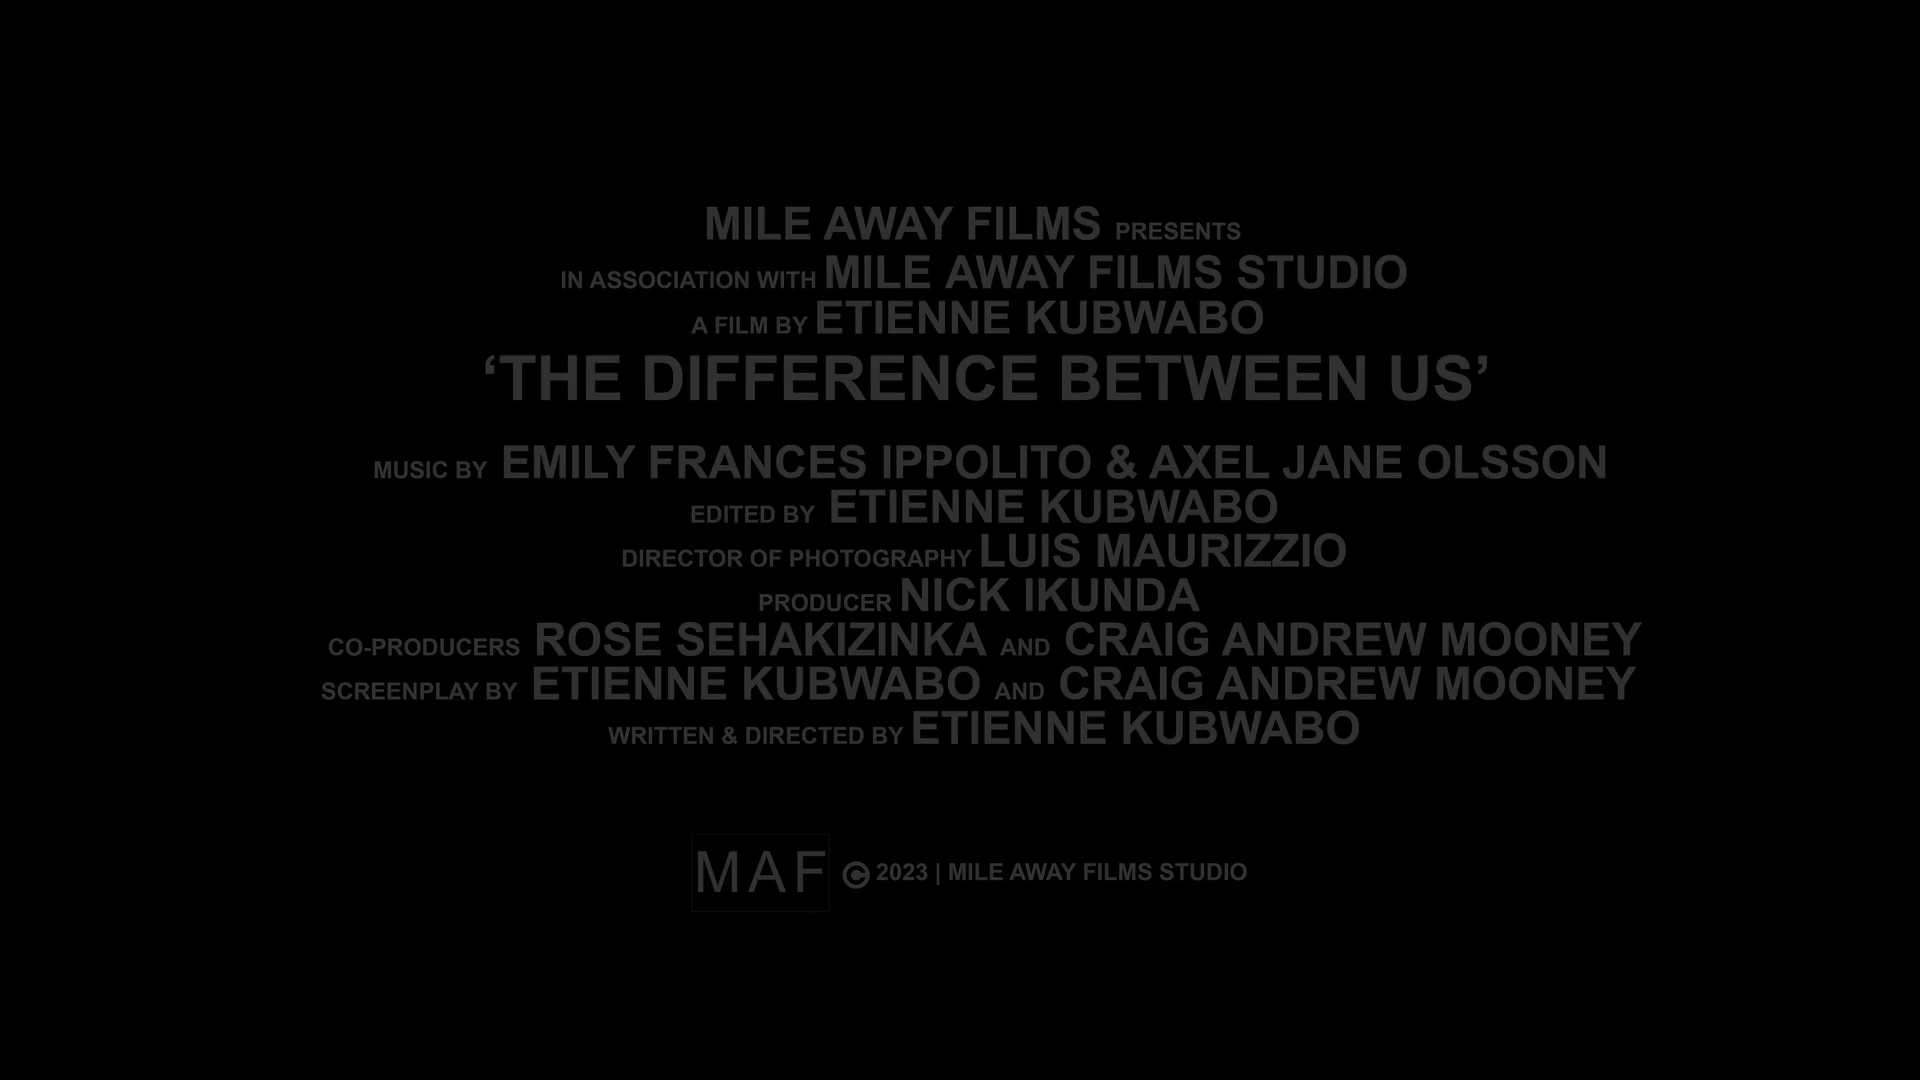 MILE AWAY FILMS PRESENTS
IN ASSOCIATION WITH MILE AWAY FILMS STUDIO
A FILM BY ETIENNE KUBWABO
‘THE DIFFERENCE BETWEEN US’
MUSIC BY EMILY FRANCES IPPOLITO & AXEL JANE OLSSON
EDITED BY ETIENNE KUBWABO
DIRECTOR OF PHOTOGRAPHY LUIS MAURIZZIO
PRODUCER NICK IKUNDA
CO-PRODUCERS ROSE SEHAKIZINKA AND CRAIG ANDREW MOONEY
SCREENPLAY BY ETIENNE KUBWABO AND CRAIG ANDREW MOONEY
WRITTEN & DIRECTED BY ETIENNE KUBWABO
MAF © 2023 | MILE AWAY FILMS STUDIO